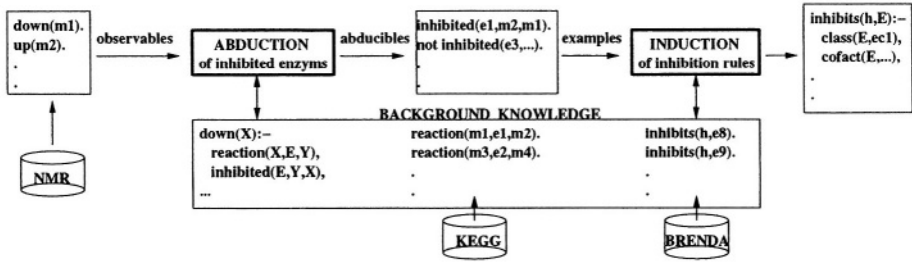 down(m1).
up(m2).
.
.
observables
ABDUCTION
of inhibited enzyms
abducibles
inhibited(e1,m2,m1).
not inhibited(e3,...).
.
.
examples
INDUCTION
of inhibition rules
inhibits(h,E):-
class(E,ec1),
cofact(E,...),
.
.
BACKGROUND KNOWLEDGE
down(X):-
reaction(X,E,Y),
inhibited(E,Y,X),
...
reaction(m1,e1,m2).
reaction(m3,e2,m4).
.
.
inhibits(h,e8).
inhibits(h,e9).
.
.
NMR
KEGG
BRENDA